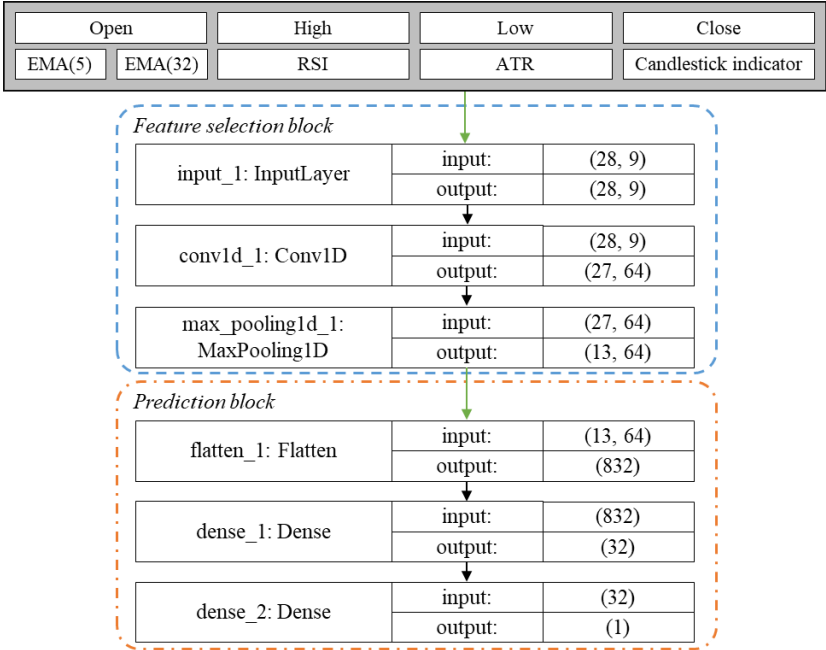 Open High Low Close
EMA(5) EMA(32) RSI ATR Candlestick indicator
Feature selection block
input_1: InputLayer
input: (28, 9)
output: (28, 9)
conv1d_1: Conv1D
input: (28, 9)
output: (27, 64)
max_pooling1d_1:
MaxPooling1D
input: (27, 64)
output: (13, 64)
Prediction block
flatten_1: Flatten
input: (13, 64)
output: (832)
dense_1: Dense
input: (832)
output: (32)
dense_2: Dense
input: (32)
output: (1)